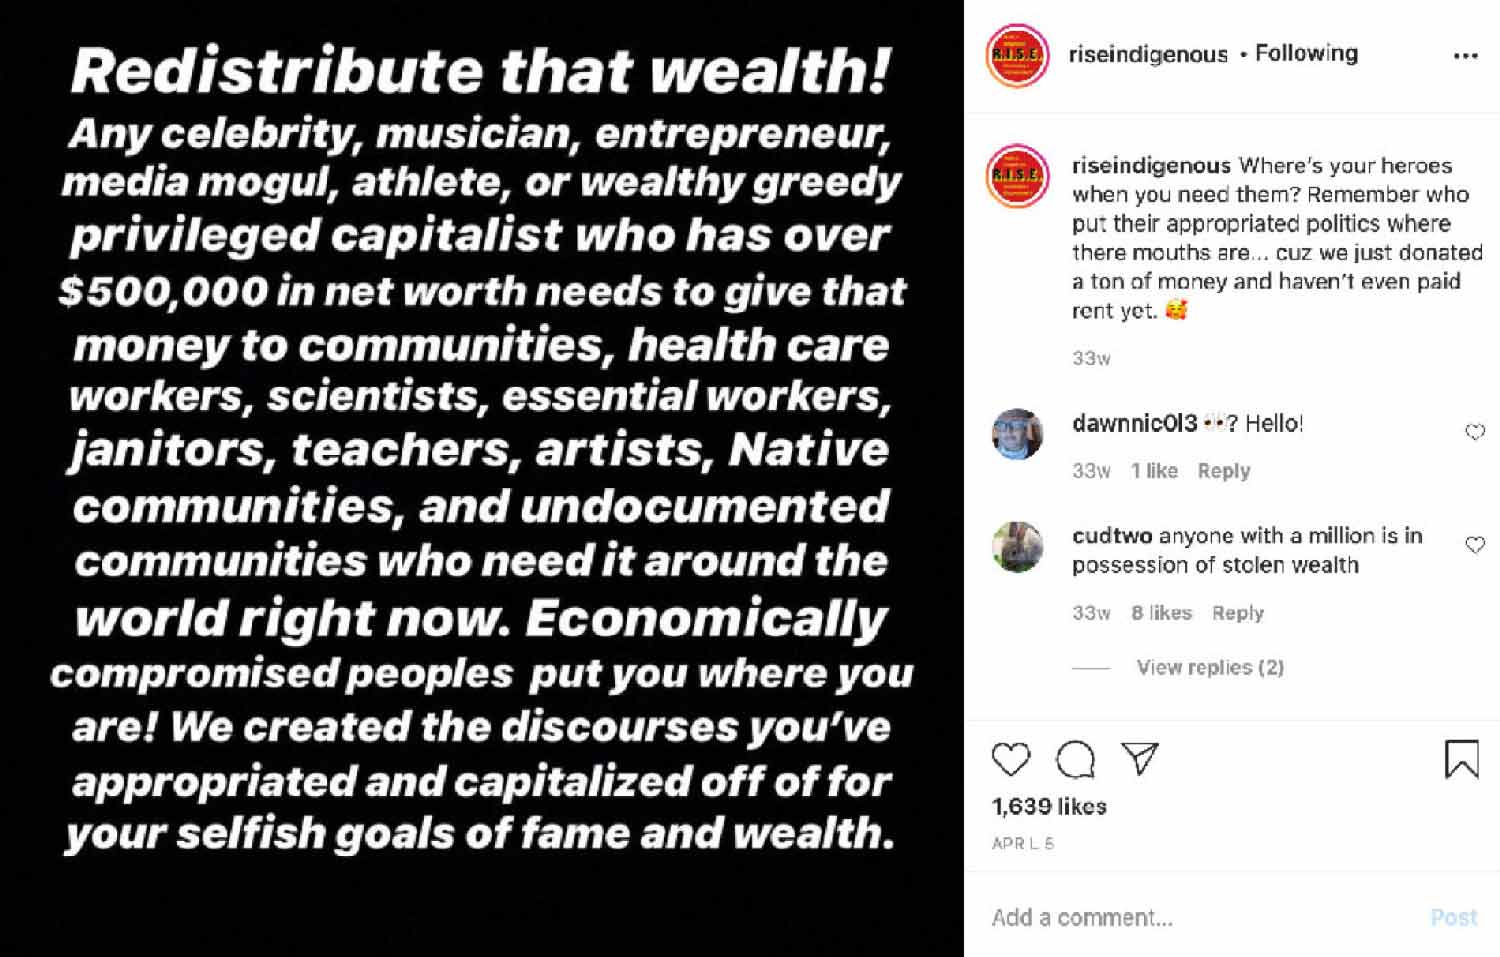 Redistribute that wealth!
Any celebrity, musician, entrepreneur,
media mogul, athlete, or wealthy greedy
privileged capitalist who has over
$500,000 in net worth needs to give that
money to communities, health care
workers, scientists, essential workers,
janitors, teachers, artists, Native
communities, and undocumented
communities who need it around the
world right now. Economically
compromised peoples put you where you
are! We created the discourses you've
appropriated and capitalized off of for
your selfish goals of fame and wealth.
R.I.S.E.
riseindigenous • Following
R.I.S.E.
riseindigenous Where's your heroes
when you need them? Remember who
put their appropriated politics where
there mouths are... cuz we just donated
a ton of money and haven't even paid
rent yet. 🥰
33w
dawnnic0l3 👀? Hello!
33w 1 like Reply
cudtwo anyone with a million is in
possession of stolen wealth
33w 8 likes Reply
View replies (2)
1,639 likes
APR L 5
Add a comment...
Post